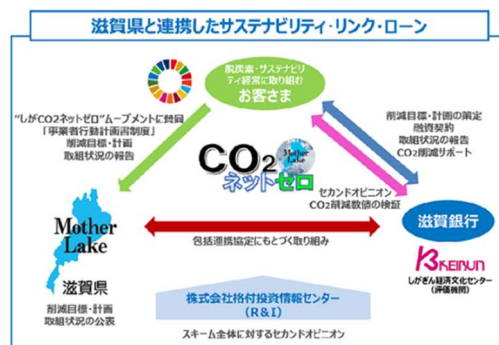 滋賀県と連携したサステナビリティ・リンク・ローン
脱炭素・サステナビリ
ティ経営に取り組む
お客さま
"しがCO2ネットゼロ"ムーブメントに賛同
「事業者行動計画書制度」
削減目標・計画
取組状況の報告
削減目標・計画の策定
融資契約
取組状況の報告
CO2削減サポート
CO2
Mother
Lake
ネットゼロ
セカンドオピニオン
CO2削減数値の検証
Mother
Lake
滋賀県
削減目標・計画
取組状況の公表
包括連携協定にもとづく取り組み
滋賀銀行
KEIBUN
しがぎん経済文化センター
(評価機関)
株式会社格付投資情報センター
(R&I)
スキーム全体に対するセカンドオピニオン